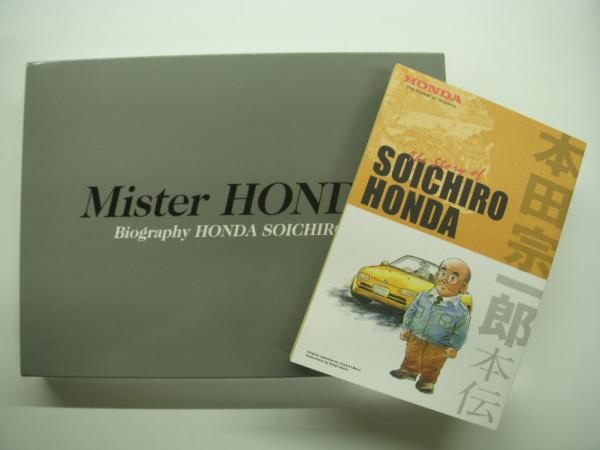 Mister HOND
Biography HONDA SOICHIRO
HONDA
The Power of Dreams
The Story of
SOICHIRO
HONDA
本田宗一郎本伝